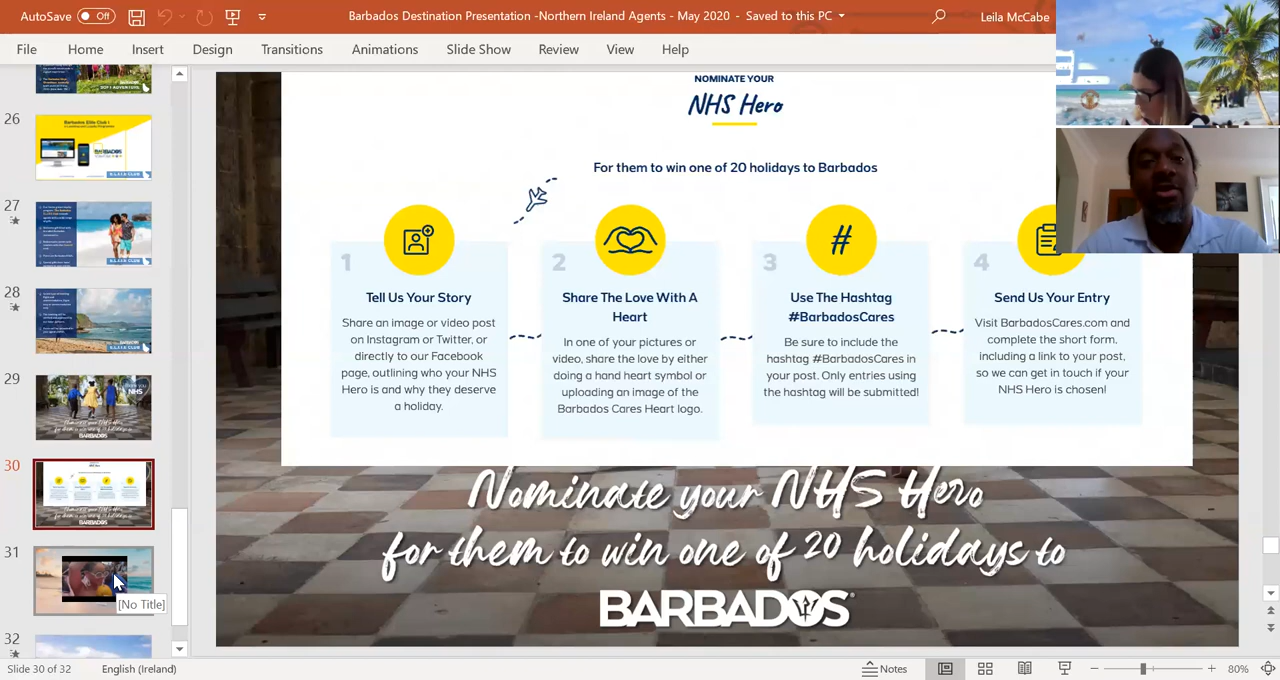 AutoSave
Off
Barbados Destination Presentation -Northern Ireland Agents - May 2020 - Saved to this PC
Leila McCabe
File
Home
Insert
Design
Transitions
Animations
Slide Show
Review
View
Help
26
27
28
29
30
31
32
[No Title]
NOMINATE YOUR
NHS Hero
For them to win one of 20 holidays to Barbados
1
Tell Us Your Story
Share an image or video post
on Instagram or Twitter, or
directly to our Facebook
page, outlining who your NHS
Hero is and why they deserve
a holiday.
2
Share The Love With A
Heart
In one of your pictures or
video, share the love by either
doing a hand heart symbol or
uploading an image of the
Barbados Cares Heart logo.
#
3
Use The Hashtag
#BarbadosCares
Be sure to include the
hashtag #BarbadosCares in
your post. Only entries using
the hashtag will be submitted!
4
Send Us Your Entry
Visit BarbadosCares.com and
complete the short form,
including a link to your post,
so we can get in touch if your
NHS Hero is chosen!
Nominate your NHS Hero
for them to win one of 20 holidays to
BARBADOS
Slide 30 of 32
English (Ireland)
Notes
80%